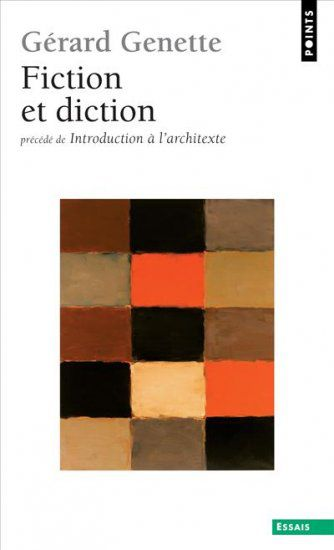 Gérard Genette
POINTS
Fiction
et diction
précédé de Introduction à l'architexte
ESSAIS